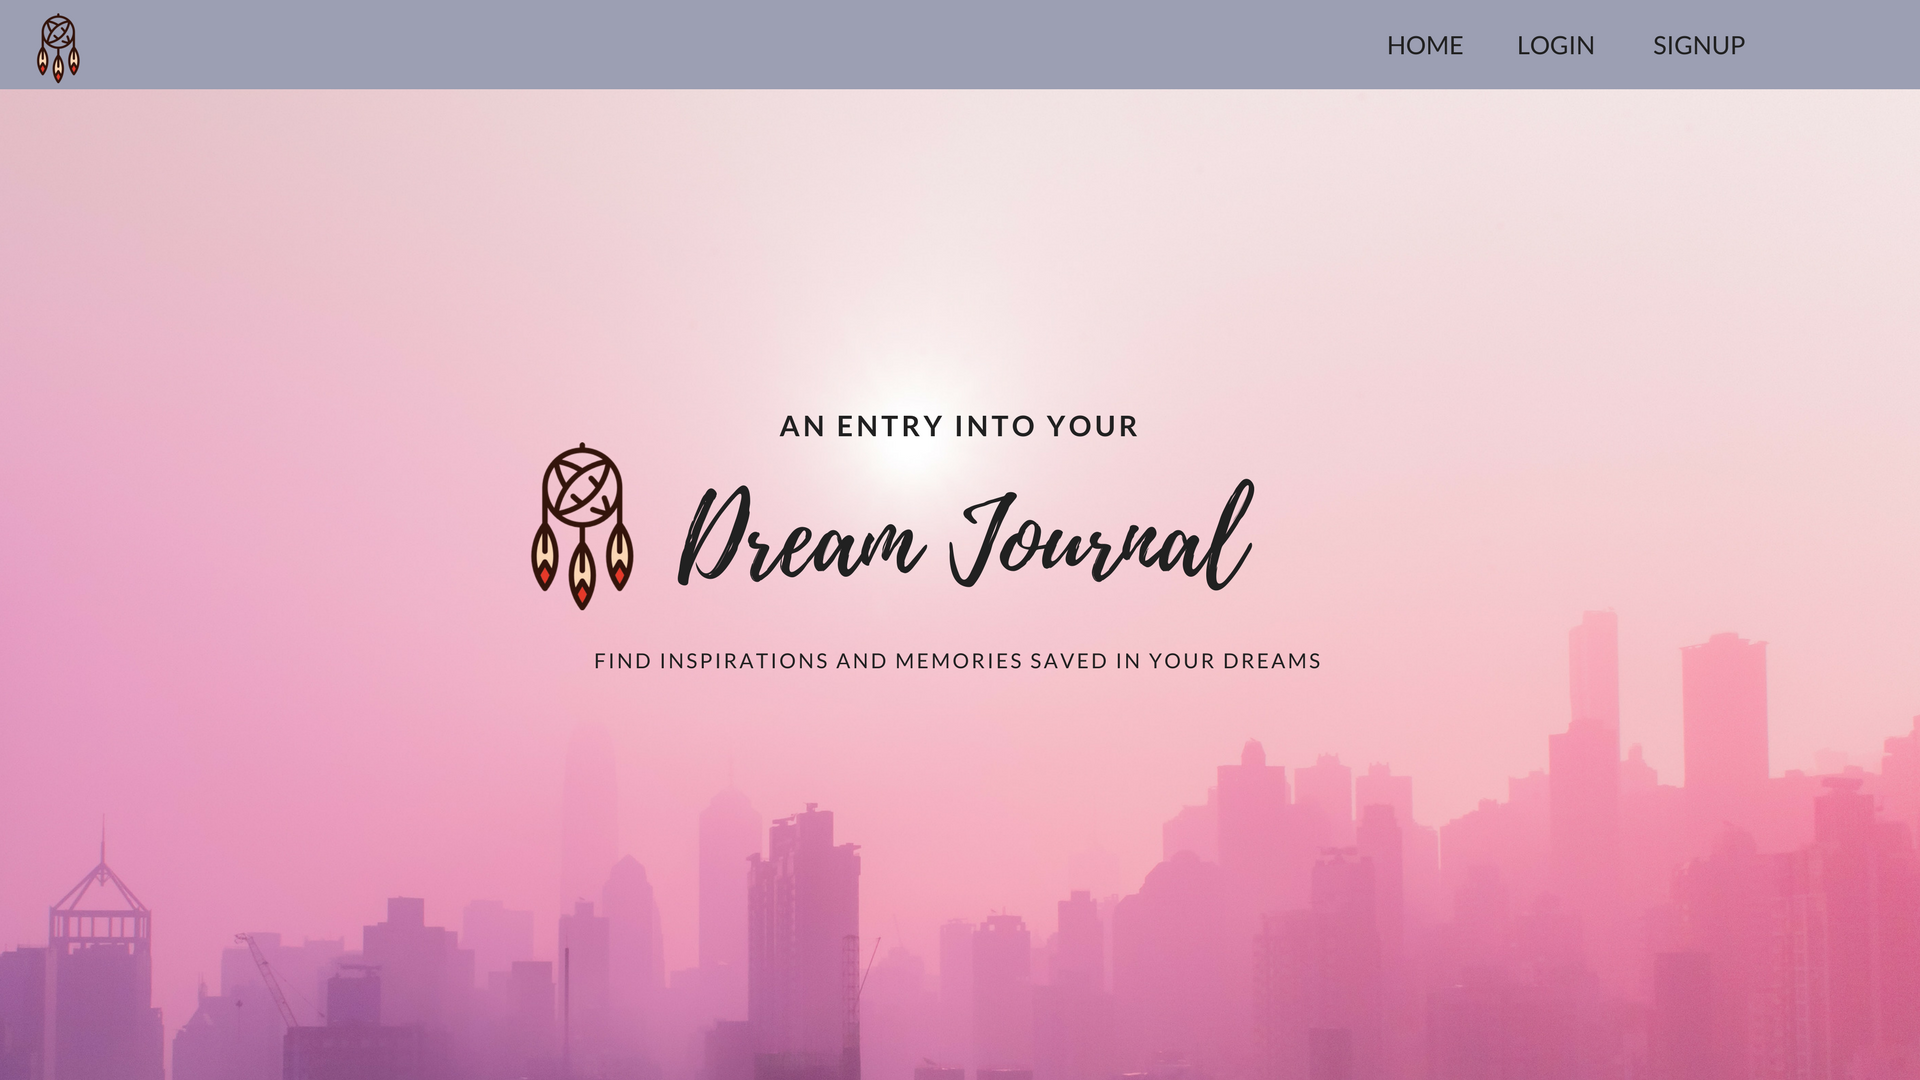 HOME LOGIN SIGNUP
AN ENTRY INTO YOUR
Dream Journal
FIND INSPIRATIONS AND MEMORIES SAVED IN YOUR DREAMS